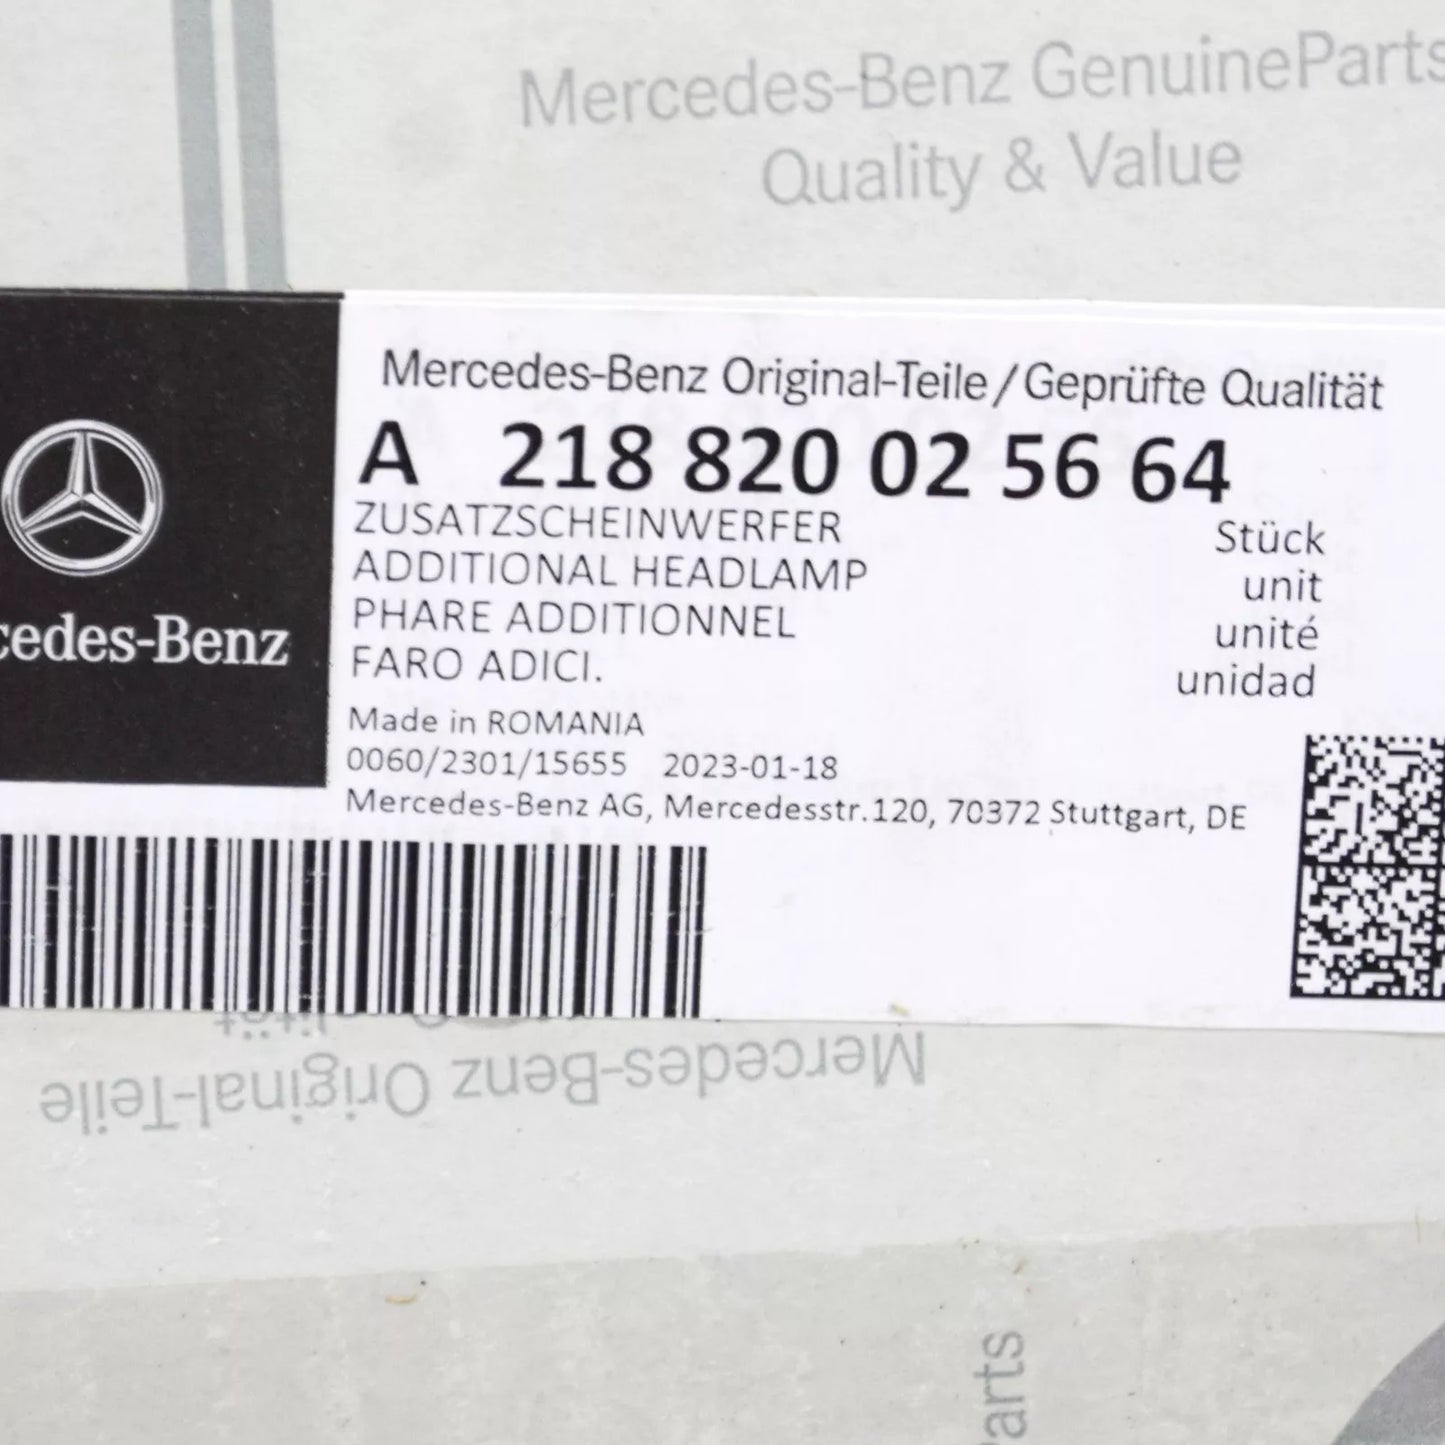 Mercedes-Benz GenuineParts
Quality & Value
Mercedes-Benz Original-Teile/Geprüfte Qualität
A 218 820 02 56 64
ZUSATZSCHEINWERFER Stück
ADDITIONAL HEADLAMP unit
PHARE ADDITIONNEL unité
FARO ADICI. unidad
Made in ROMANIA
0060/2301/15655 2023-01-18
Mercedes-Benz AG, Mercedesstr.120, 70372 Stuttgart, DE
cedes-Benz
Mercedes-Benz Original-Teile
Parts